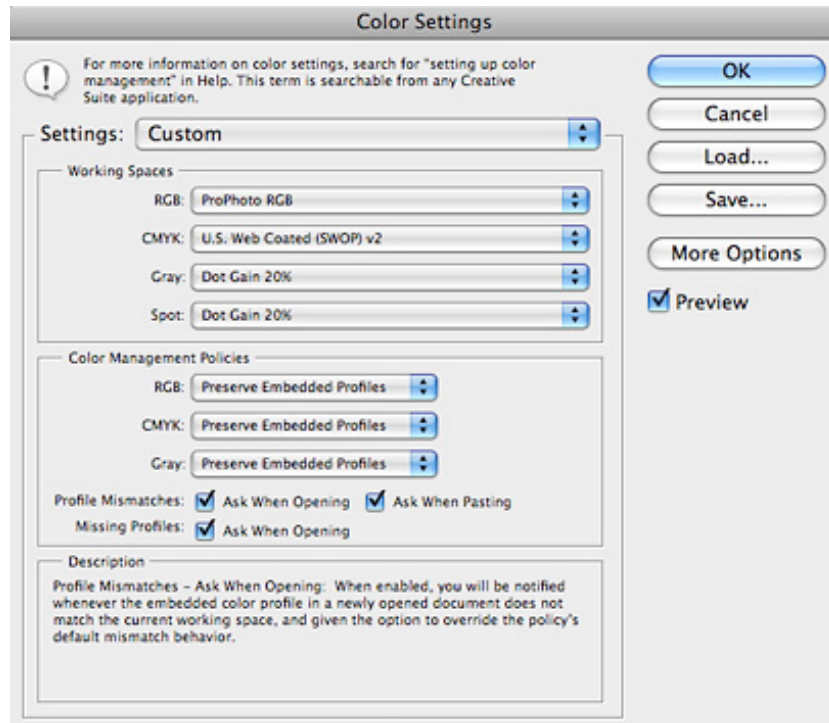 Color Settings
For more information on color settings, search for "setting up color
management" in Help. This term is searchable from any Creative
Suite application.
Settings: Custom
Working Spaces
RGB: ProPhoto RGB
CMYK: U.S. Web Coated (SWOP) v2
Gray: Dot Gain 20%
Spot: Dot Gain 20%
Color Management Policies
RGB: Preserve Embedded Profiles
CMYK: Preserve Embedded Profiles
Gray: Preserve Embedded Profiles
Profile Mismatches: Ask When Opening Ask When Pasting
Missing Profiles: Ask When Opening
Description
Profile Mismatches – Ask When Opening: When enabled, you will be notified
whenever the embedded color profile in a newly opened document does not
match the current working space, and given the option to override the policy's
default mismatch behavior.
OK
Cancel
Load...
Save...
More Options
Preview